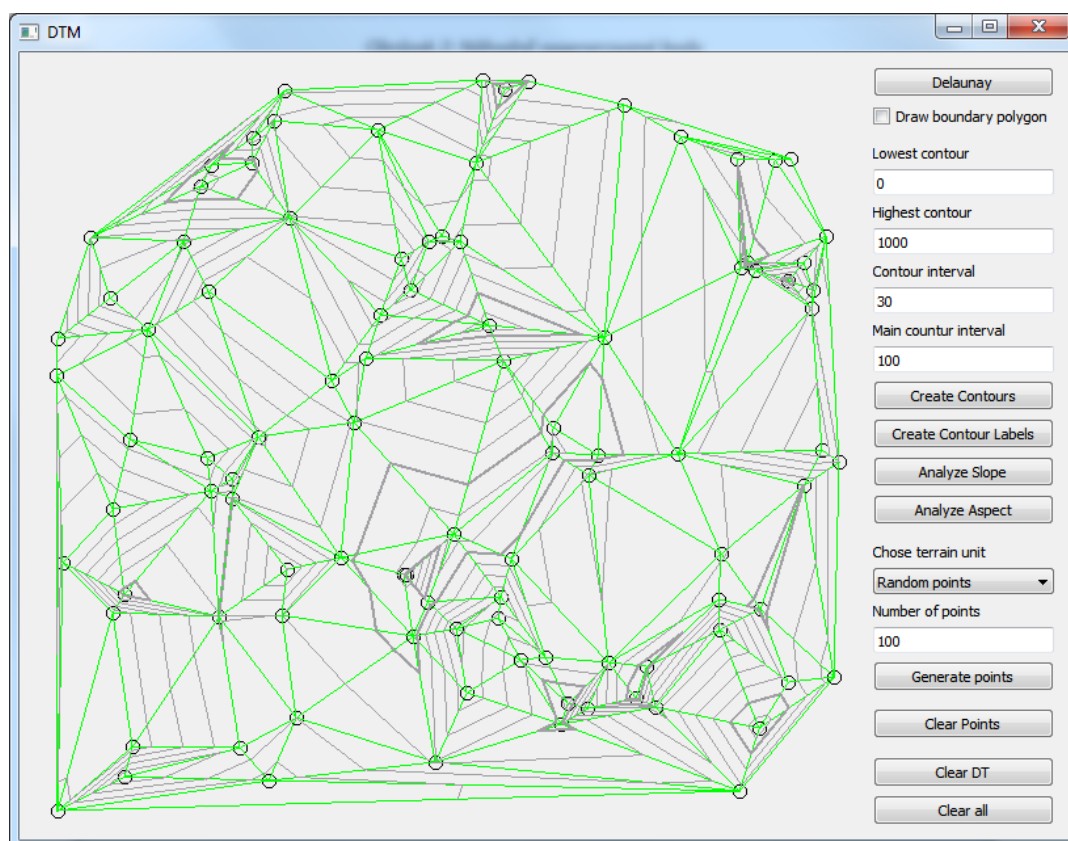 DTM
Delaunay
Draw boundary polygon
Lowest contour
0
Highest contour
1000
Contour interval
30
Main countur interval
100
Create Contours
Create Contour Labels
Analyze Slope
Analyze Aspect
Chose terrain unit
Random points
Number of points
100
Generate points
Clear Points
Clear DT
Clear all